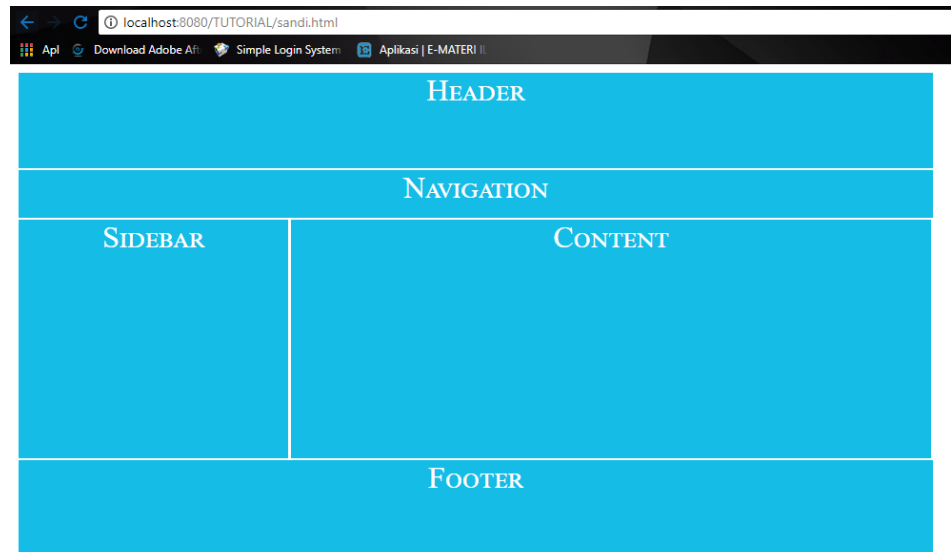 localhost:8080/TUTORIAL/sandi.html
Apl Download Adobe Aft Simple Login System Aplikasi | E-MATERI IL
Header
Navigation
Sidebar Content
Footer